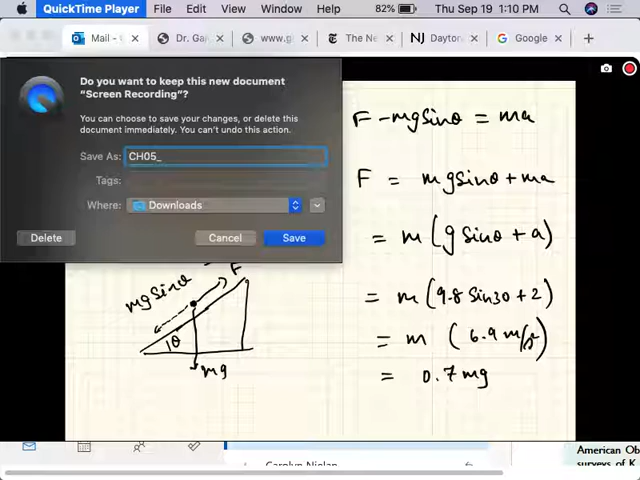 QuickTime Player File Edit View Window Help 82% Thu Sep 19 1:10 PM
Mail - Dr. Ga www.g The Ne Dayton Google
Do you want to keep this new document
“Screen Recording”?
You can choose to save your changes, or delete this
document immediately. You can't undo this action.
Save As: CH05_
Tags:
Where: Downloads
Delete Cancel Save
F - mg sinθ = ma
F = mg sinθ + ma
= m (g sinθ + a)
= m (9.8 sin30 + 2)
= m (6.9 m/s²)
= 0.7 mg
mg sinθ
F
θ
mg
Carolyn Nielan
American Ob
surveys of K